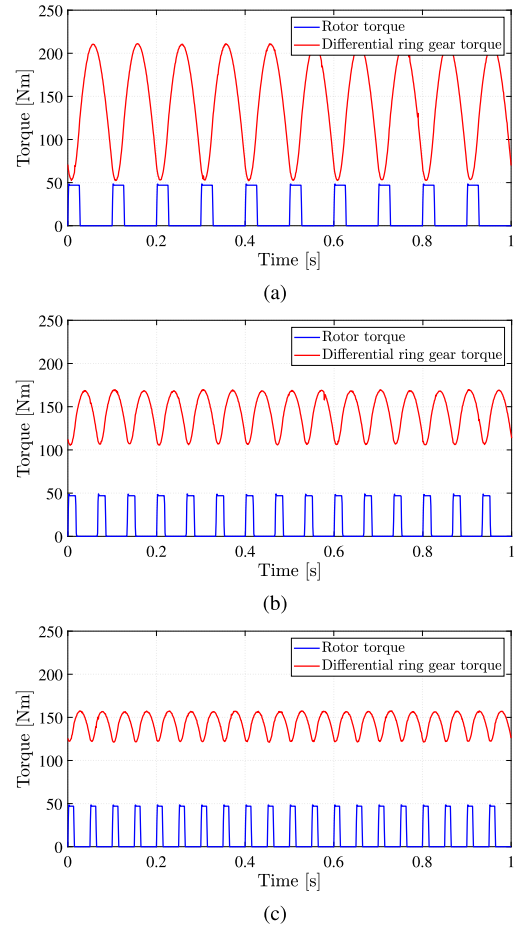 250
200
150
100
50
0
Torque [Nm]
Rotor torque
Differential ring gear torque
0 0.2 0.4 0.6 0.8 1
Time [s]
(a)
250
200
150
100
50
0
Torque [Nm]
Rotor torque
Differential ring gear torque
0 0.2 0.4 0.6 0.8 1
Time [s]
(b)
250
200
150
100
50
0
Torque [Nm]
Rotor torque
Differential ring gear torque
0 0.2 0.4 0.6 0.8 1
Time [s]
(c)